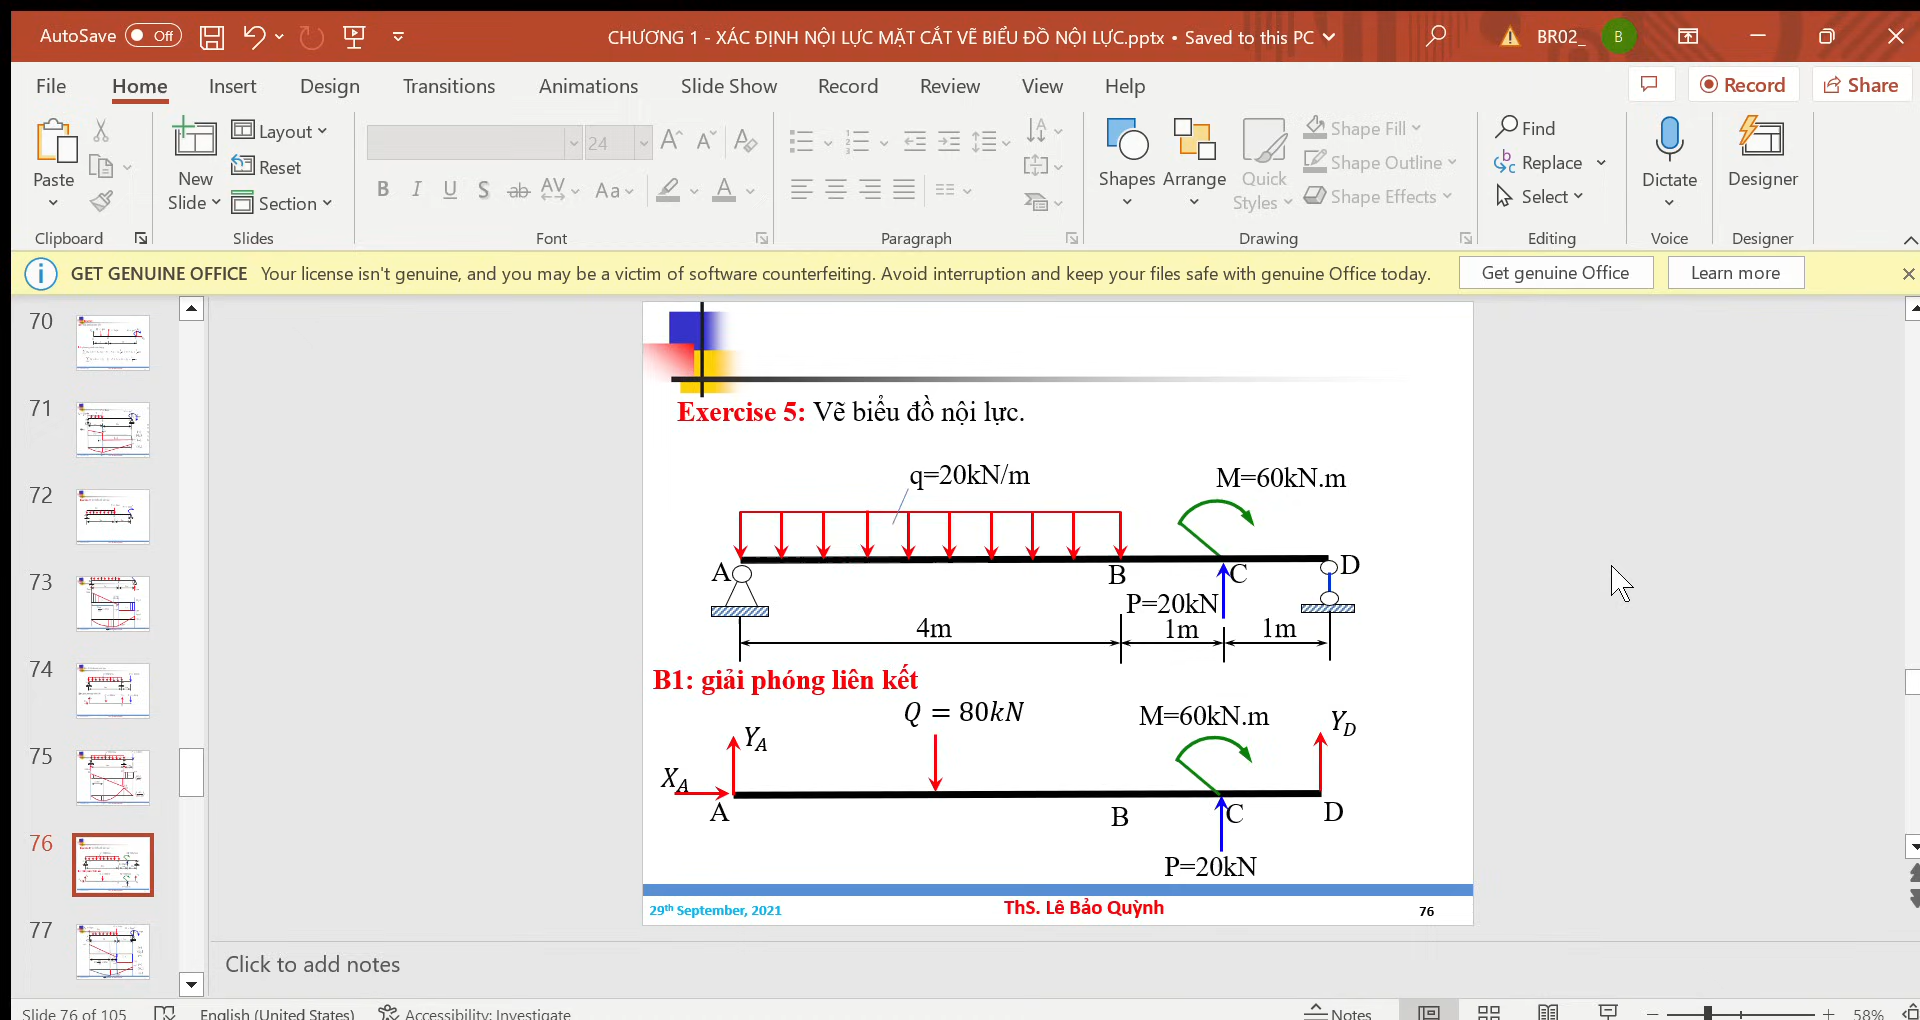 AutoSave Off
CHƯƠNG 1 - XÁC ĐỊNH NỘI LỰC MẶT CẮT VẼ BIỂU ĐỒ NỘI LỰC.pptx • Saved to this PC
BR02_ B
File Home Insert Design Transitions Animations Slide Show Record Review View Help
Record Share
Paste
New Slide
Layout
Reset
Section
24
Shapes Arrange Quick Styles
Shape Fill
Shape Outline
Shape Effects
Find
Replace
Select
Dictate
Designer
Clipboard Slides Font Paragraph Drawing Editing Voice Designer
GET GENUINE OFFICE Your license isn't genuine, and you may be a victim of software counterfeiting. Avoid interruption and keep your files safe with genuine Office today. Get genuine Office Learn more
70
71
72
73
74
75
76
77
Exercise 5: Vẽ biểu đồ nội lực.
q=20kN/m M=60kN.m
A B C D
P=20kN
4m 1m 1m
B1: giải phóng liên kết
Q = 80kN M=60kN.m Y_D
Y_A
X_A
A B C D
P=20kN
29th September, 2021 ThS. Lê Bảo Quỳnh 76
Click to add notes
Slide 76 of 105 English (United States) Accessibility: Investigate Notes 58%